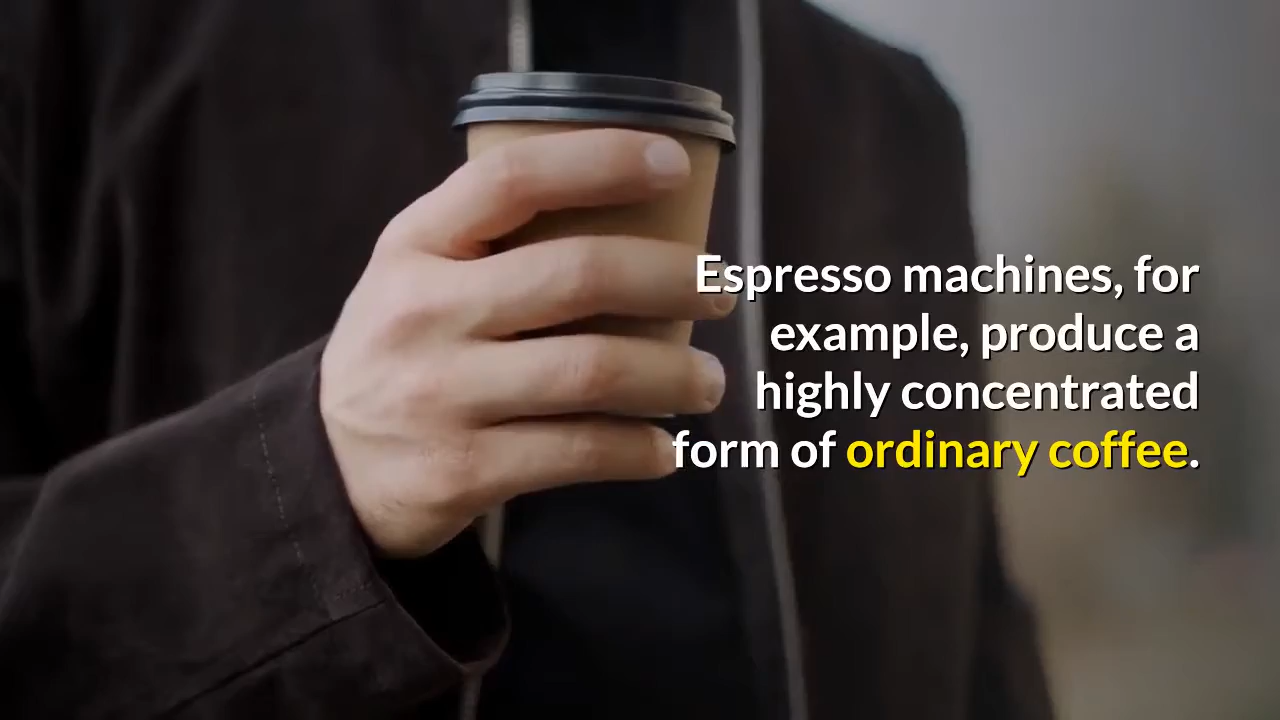 Espresso machines, for
example, produce a
highly concentrated
form of ordinary coffee.